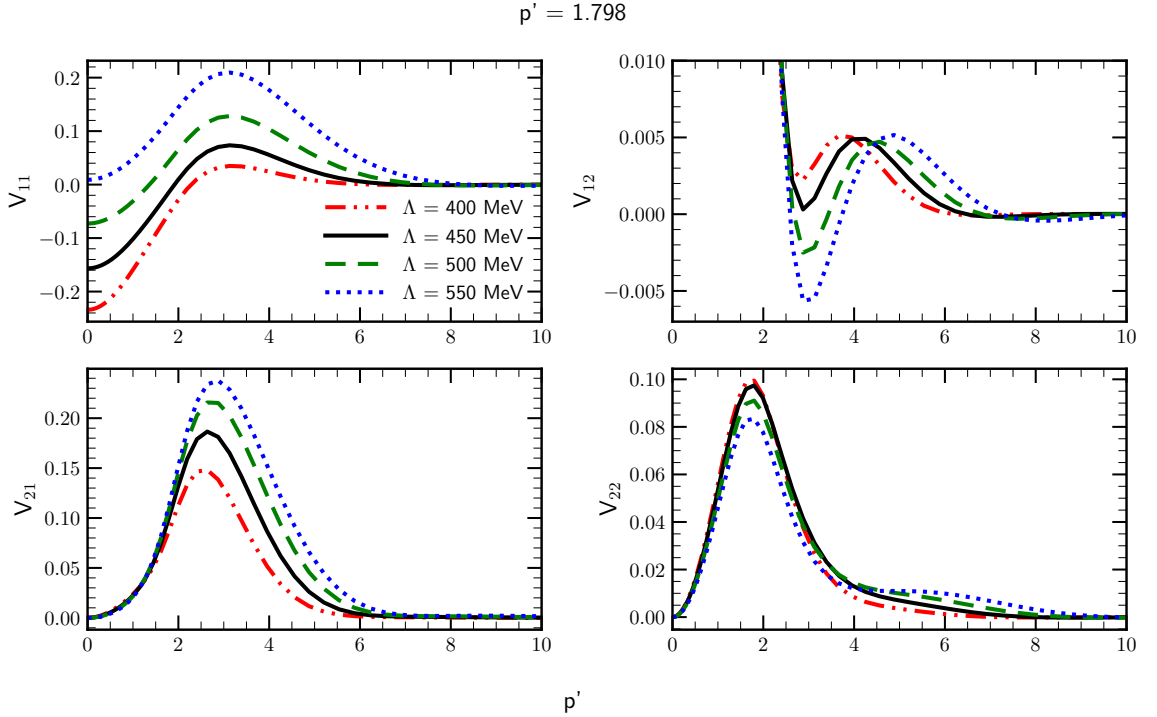 p' = 1.798
V11
0.2
0.1
0.0
−0.1
−0.2
0 2 4 6 8 10
Λ = 400 MeV
Λ = 450 MeV
Λ = 500 MeV
Λ = 550 MeV
V12
0.010
0.005
0.000
−0.005
0 2 4 6 8 10
V21
0.20
0.15
0.10
0.05
0.00
0 2 4 6 8 10
V22
0.10
0.08
0.06
0.04
0.02
0.00
0 2 4 6 8 10
p'